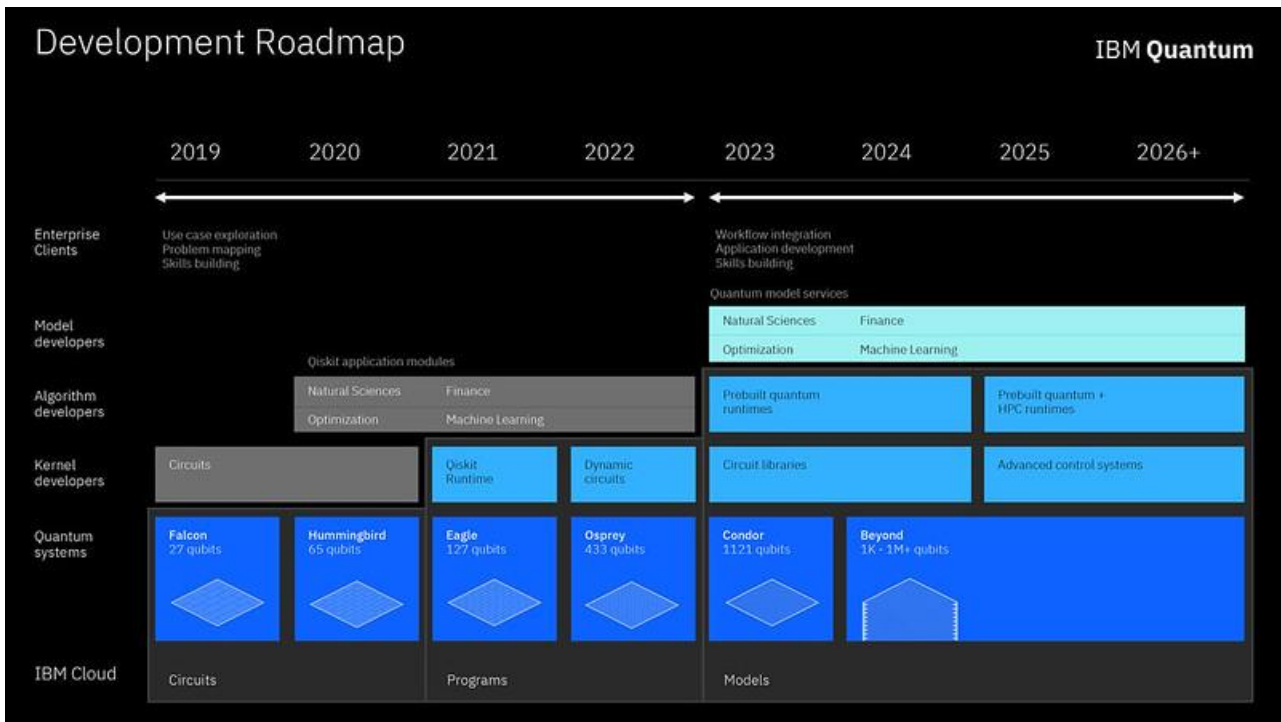 Development Roadmap
IBM Quantum
2019
2020
2021
2022
2023
2024
2025
2026+
Enterprise
Clients
Use case exploration
Problem mapping
Skills building
Workflow integration
Application development
Skills building
Model
developers
Quantum model services
Natural Sciences
Finance
Optimization
Machine Learning
Algorithm
developers
Qiskit application modules
Natural Sciences
Finance
Optimization
Machine Learning
Prebuilt quantum
runtimes
Prebuilt quantum +
HPC runtimes
Kernel
developers
Circuits
Qiskit
Runtime
Dynamic
circuits
Circuit libraries
Advanced control systems
Quantum
systems
Falcon
27 qubits
Hummingbird
65 qubits
Eagle
127 qubits
Osprey
433 qubits
Condor
1121 qubits
Beyond
1K - 1M+ qubits
IBM Cloud
Circuits
Programs
Models